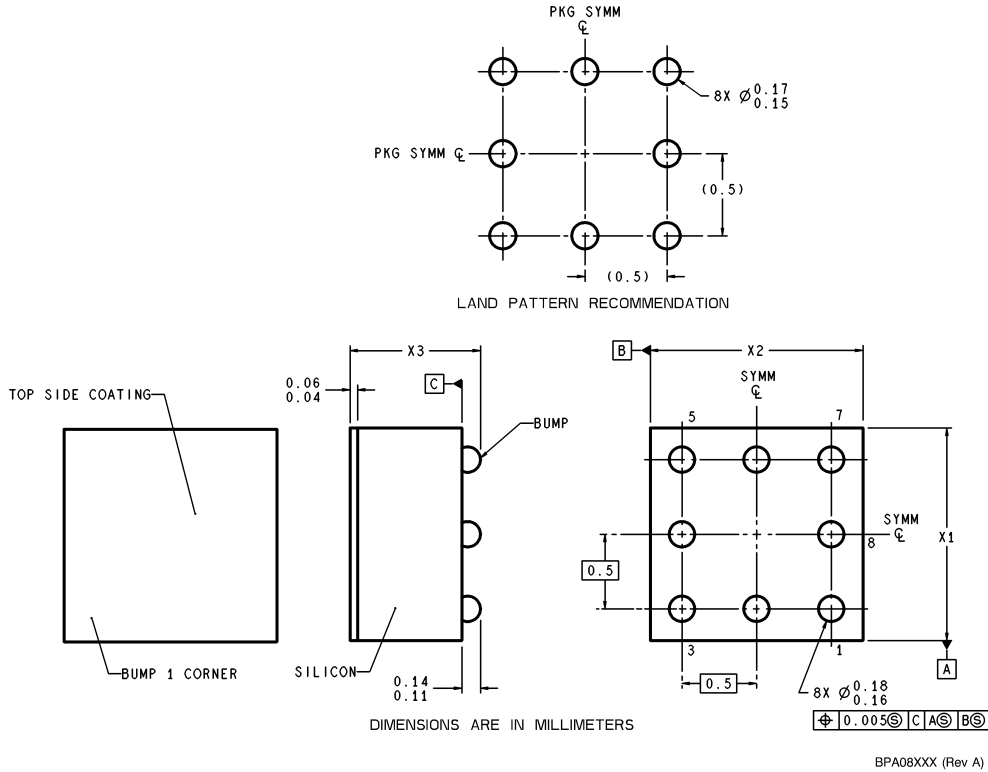 PKG SYMM
℄
8X Ø 0.17
0.15
PKG SYMM ℄
(0.5)
(0.5)
LAND PATTERN RECOMMENDATION
X3
B
X2
0.06
0.04
C
SYMM
℄
TOP SIDE COATING
BUMP
5
7
SYMM
℄
8
X1
0.5
BUMP 1 CORNER
SILICON
3
1
A
0.14
0.11
0.5
8X Ø 0.18
0.16
⌖ 0.005Ⓢ C AⓈ BⓈ
DIMENSIONS ARE IN MILLIMETERS
BPA08XXX (Rev A)